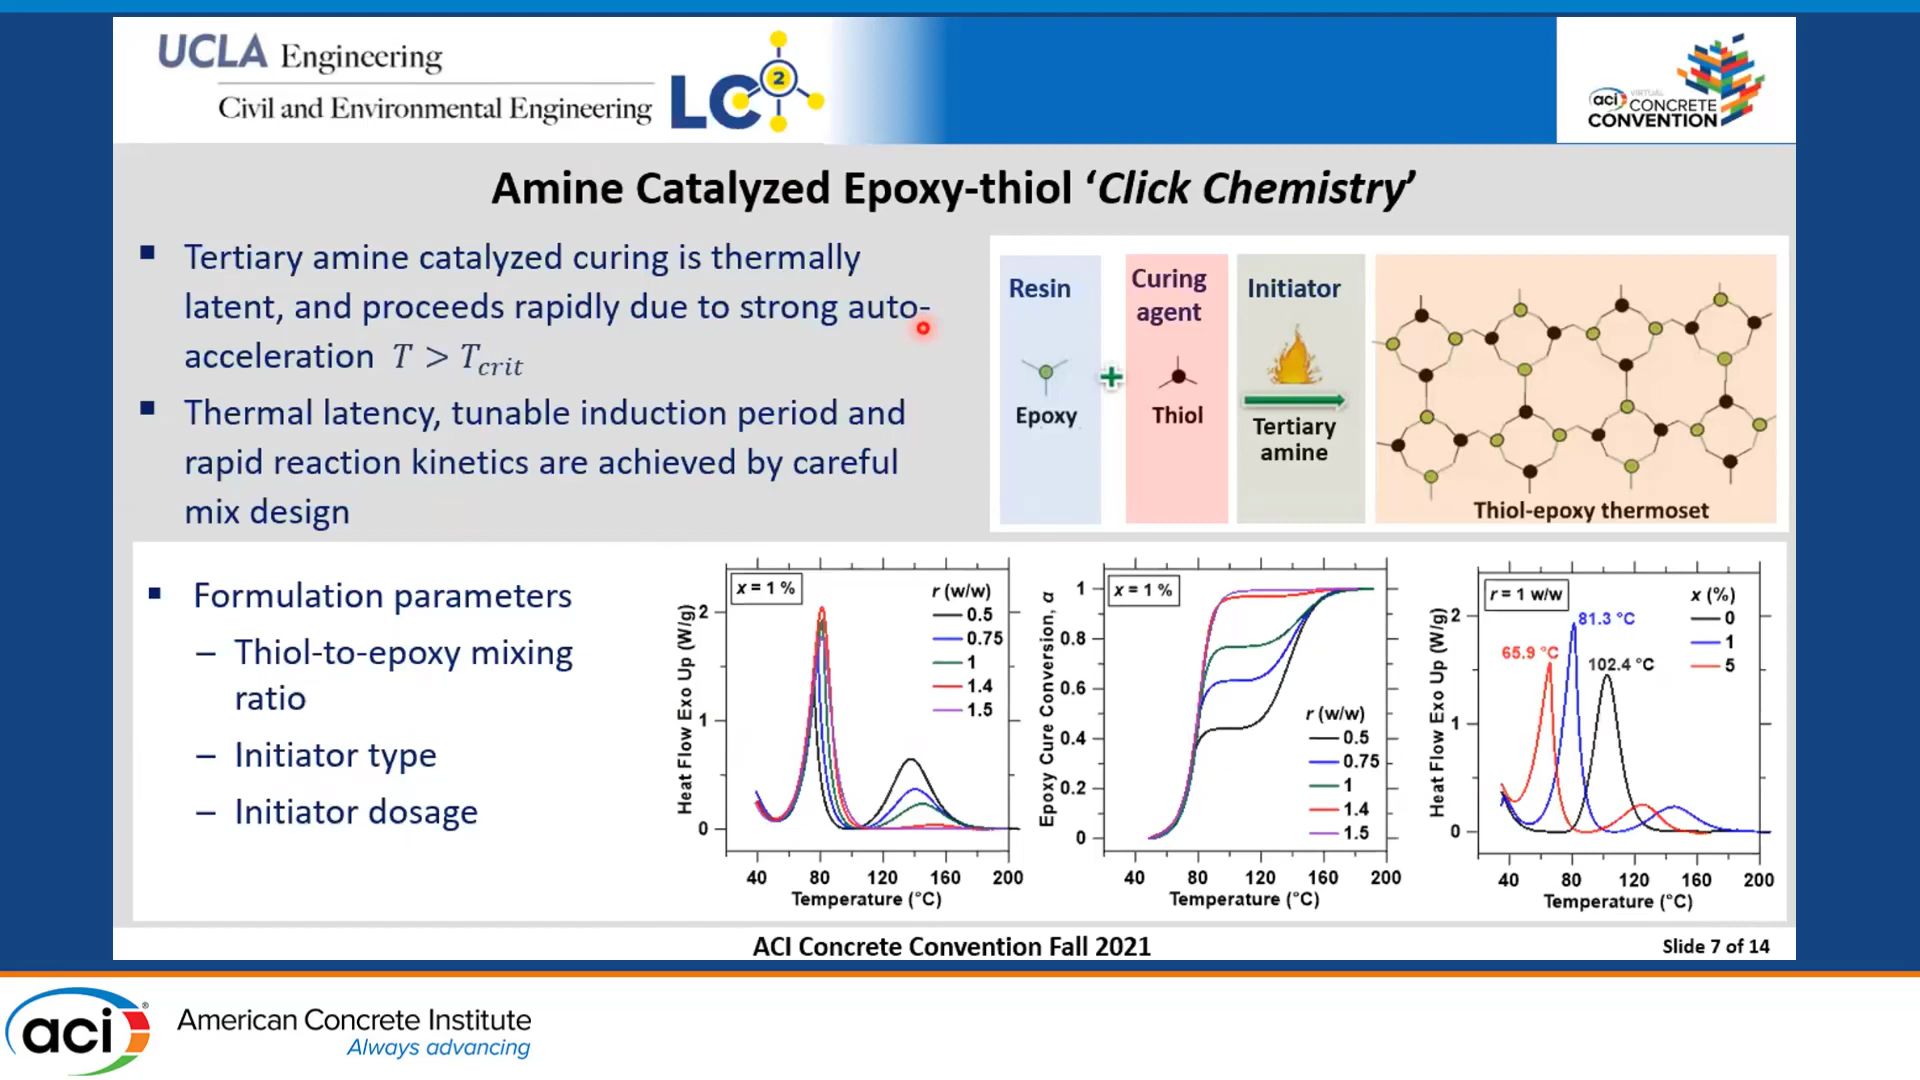 UCLA Engineering
Civil and Environmental Engineering
LC2
aci VIRTUAL
CONCRETE
CONVENTION
Amine Catalyzed Epoxy-thiol ‘Click Chemistry’
▪ Tertiary amine catalyzed curing is thermally
latent, and proceeds rapidly due to strong auto-
acceleration T > Tcrit
▪ Thermal latency, tunable induction period and
rapid reaction kinetics are achieved by careful
mix design
Resin
Epoxy
+
Curing
agent
Thiol
Initiator
Tertiary
amine
Thiol-epoxy thermoset
▪ Formulation parameters
– Thiol-to-epoxy mixing
ratio
– Initiator type
– Initiator dosage
x = 1 %
r (w/w)
0.5
0.75
1
1.4
1.5
Heat Flow Exo Up (W/g)
2
1
0
40 80 120 160 200
Temperature (°C)
x = 1 %
Epoxy Cure Conversion, α
1
0.8
0.6
0.4
0.2
0
r (w/w)
0.5
0.75
1
1.4
1.5
40 80 120 160 200
Temperature (°C)
r = 1 w/w
x (%)
0
1
5
81.3 °C
65.9 °C
102.4 °C
Heat Flow Exo Up (W/g)
2
1
0
40 80 120 160 200
Temperature (°C)
ACI Concrete Convention Fall 2021
Slide 7 of 14
aci®
American Concrete Institute
Always advancing